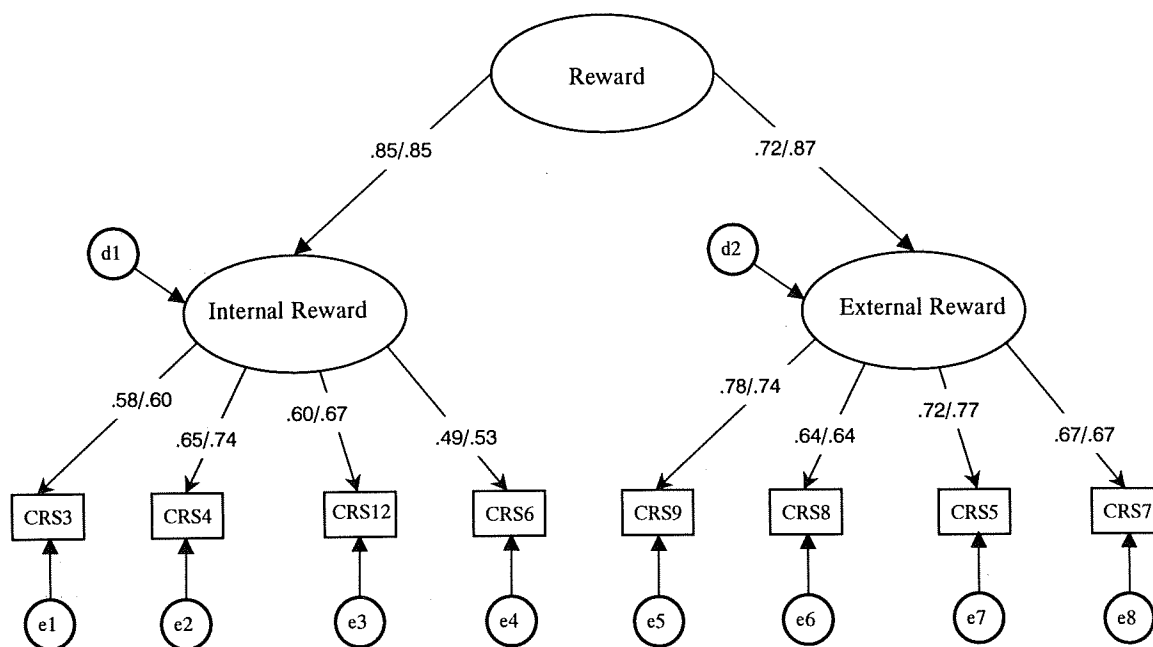 Reward
.85/.85
.72/.87
d1
d2
Internal Reward
External Reward
.58/.60
.65/.74
.60/.67
.49/.53
.78/.74
.64/.64
.72/.77
.67/.67
CRS3
CRS4
CRS12
CRS6
CRS9
CRS8
CRS5
CRS7
e1
e2
e3
e4
e5
e6
e7
e8